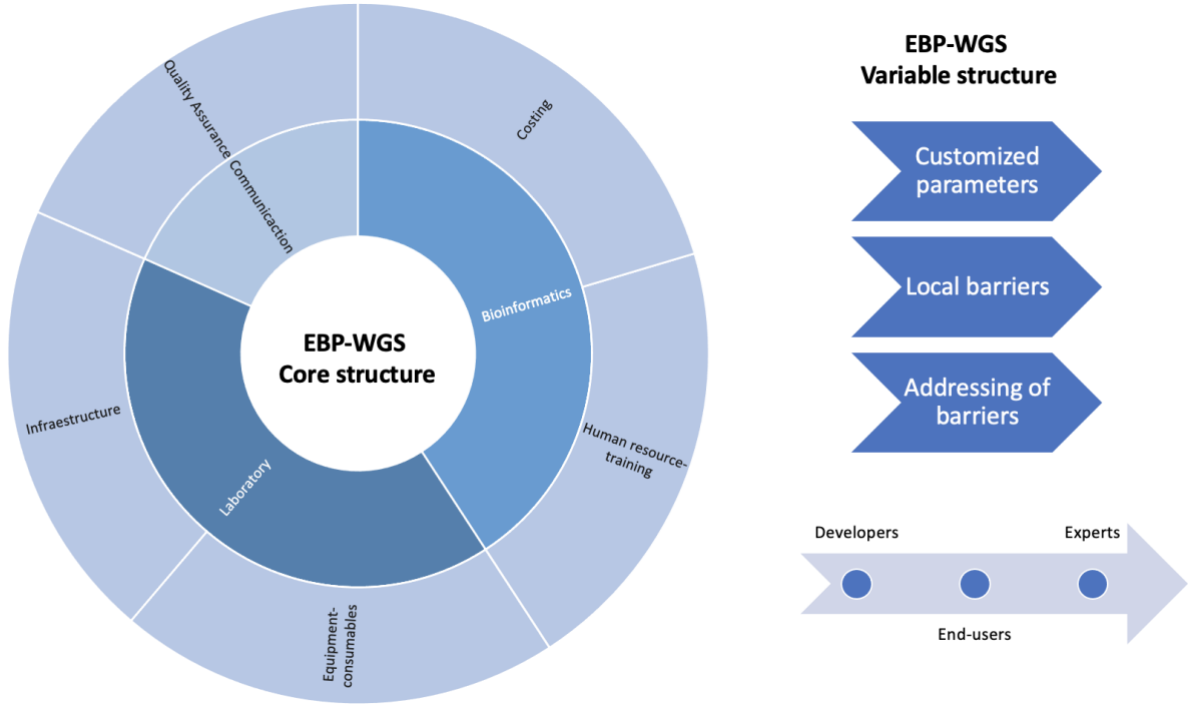 Quality Assurance
Communicaction
Costing
Bioinformatics
Human resource-
training
Equipment-
consumables
Laboratory
Infraestructure
EBP-WGS
Core structure
EBP-WGS
Variable structure
Customized
parameters
Local barriers
Addressing of
barriers
Developers
Experts
End-users